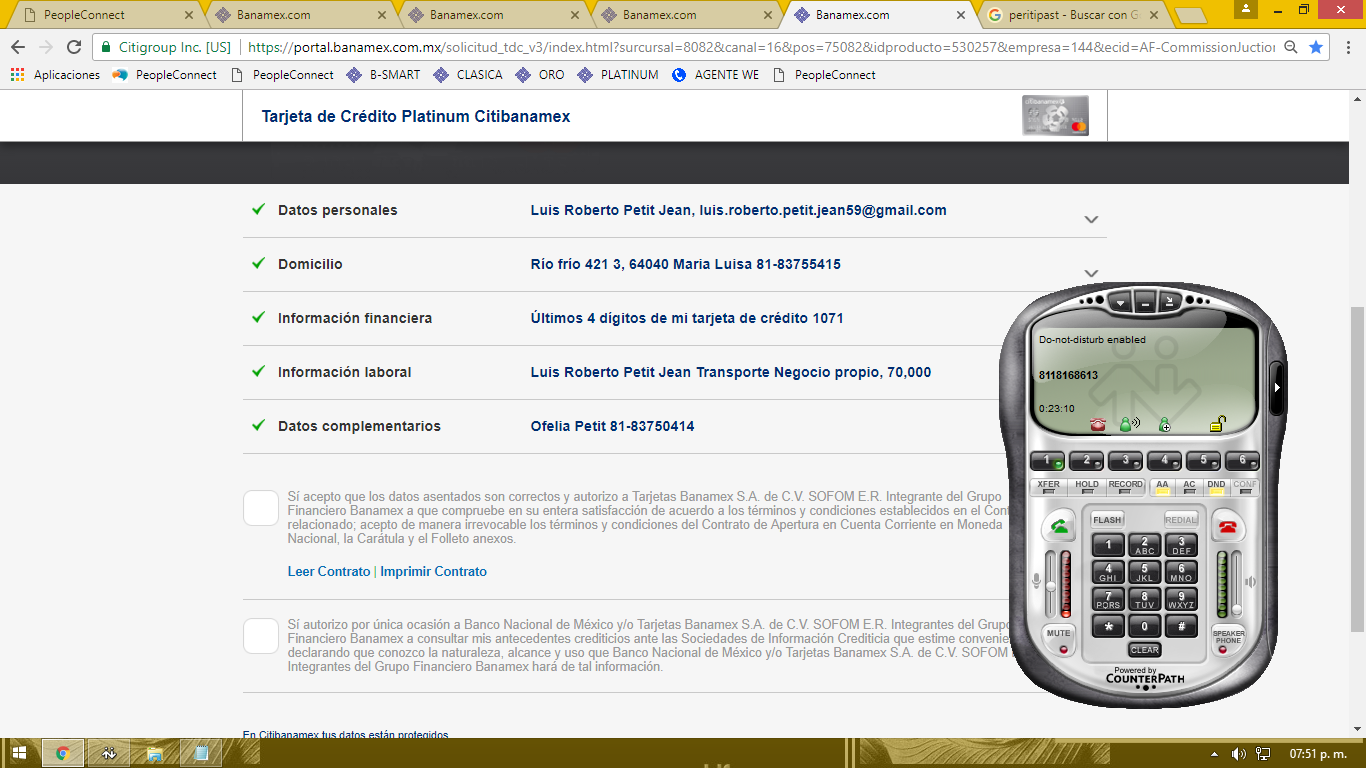 PeopleConnect
Banamex.com
Banamex.com
Banamex.com
Banamex.com
peritipast - Buscar con G
Citigroup Inc. [US]
https://portal.banamex.com.mx/solicitud_tdc_v3/index.html?sursursal=8082&canal=16&pos=75082&idproducto=530257&empresa=144&ecid=AF-CommissionJuction
Aplicaciones
PeopleConnect
PeopleConnect
B-SMART
CLASICA
ORO
PLATINUM
AGENTE WE
PeopleConnect
Tarjeta de Crédito Platinum Citibanamex
Datos personales
Luis Roberto Petit Jean, luis.roberto.petit.jean59@gmail.com
Domicilio
Río frío 421 3, 64040 Maria Luisa 81-83755415
Información financiera
Últimos 4 dígitos de mi tarjeta de crédito 1071
Información laboral
Luis Roberto Petit Jean Transporte Negocio propio, 70,000
Datos complementarios
Ofelia Petit 81-83750414
Sí acepto que los datos asentados son correctos y autorizo a Tarjetas Banamex S.A. de C.V. SOFOM E.R. Integrante del Grupo
Financiero Banamex a que compruebe en su entera satisfacción de acuerdo a los términos y condiciones establecidos en el Cont
relacionado; acepto de manera irrevocable los términos y condiciones del Contrato de Apertura en Cuenta Corriente en Moneda
Nacional, la Carátula y el Folleto anexos.
Leer Contrato | Imprimir Contrato
Sí autorizo por única ocasión a Banco Nacional de México y/o Tarjetas Banamex S.A. de C.V. SOFOM E.R. Integrantes del Grupo
Financiero Banamex a consultar mis antecedentes crediticios ante las Sociedades de Información Crediticia que estime convenie
declarando que conozco la naturaleza, alcance y uso que Banco Nacional de México y/o Tarjetas Banamex S.A. de C.V. SOFOM
Integrantes del Grupo Financiero Banamex hará de tal información.
En Citibanamex tus datos están protegidos
Do-not-disturb enabled
8118168613
0:23:10
1 2 3 4 5 6
XFER HOLD RECORD AA AC DND CONF
FLASH REDIAL
1 2 ABC 3 DEF
4 GHI 5 JKL 6 MNO
7 PQRS 8 TUV 9 WXYZ
* 0 #
MUTE
SPEAKER PHONE
CLEAR
Powered by
COUNTERPATH
07:51 p. m.